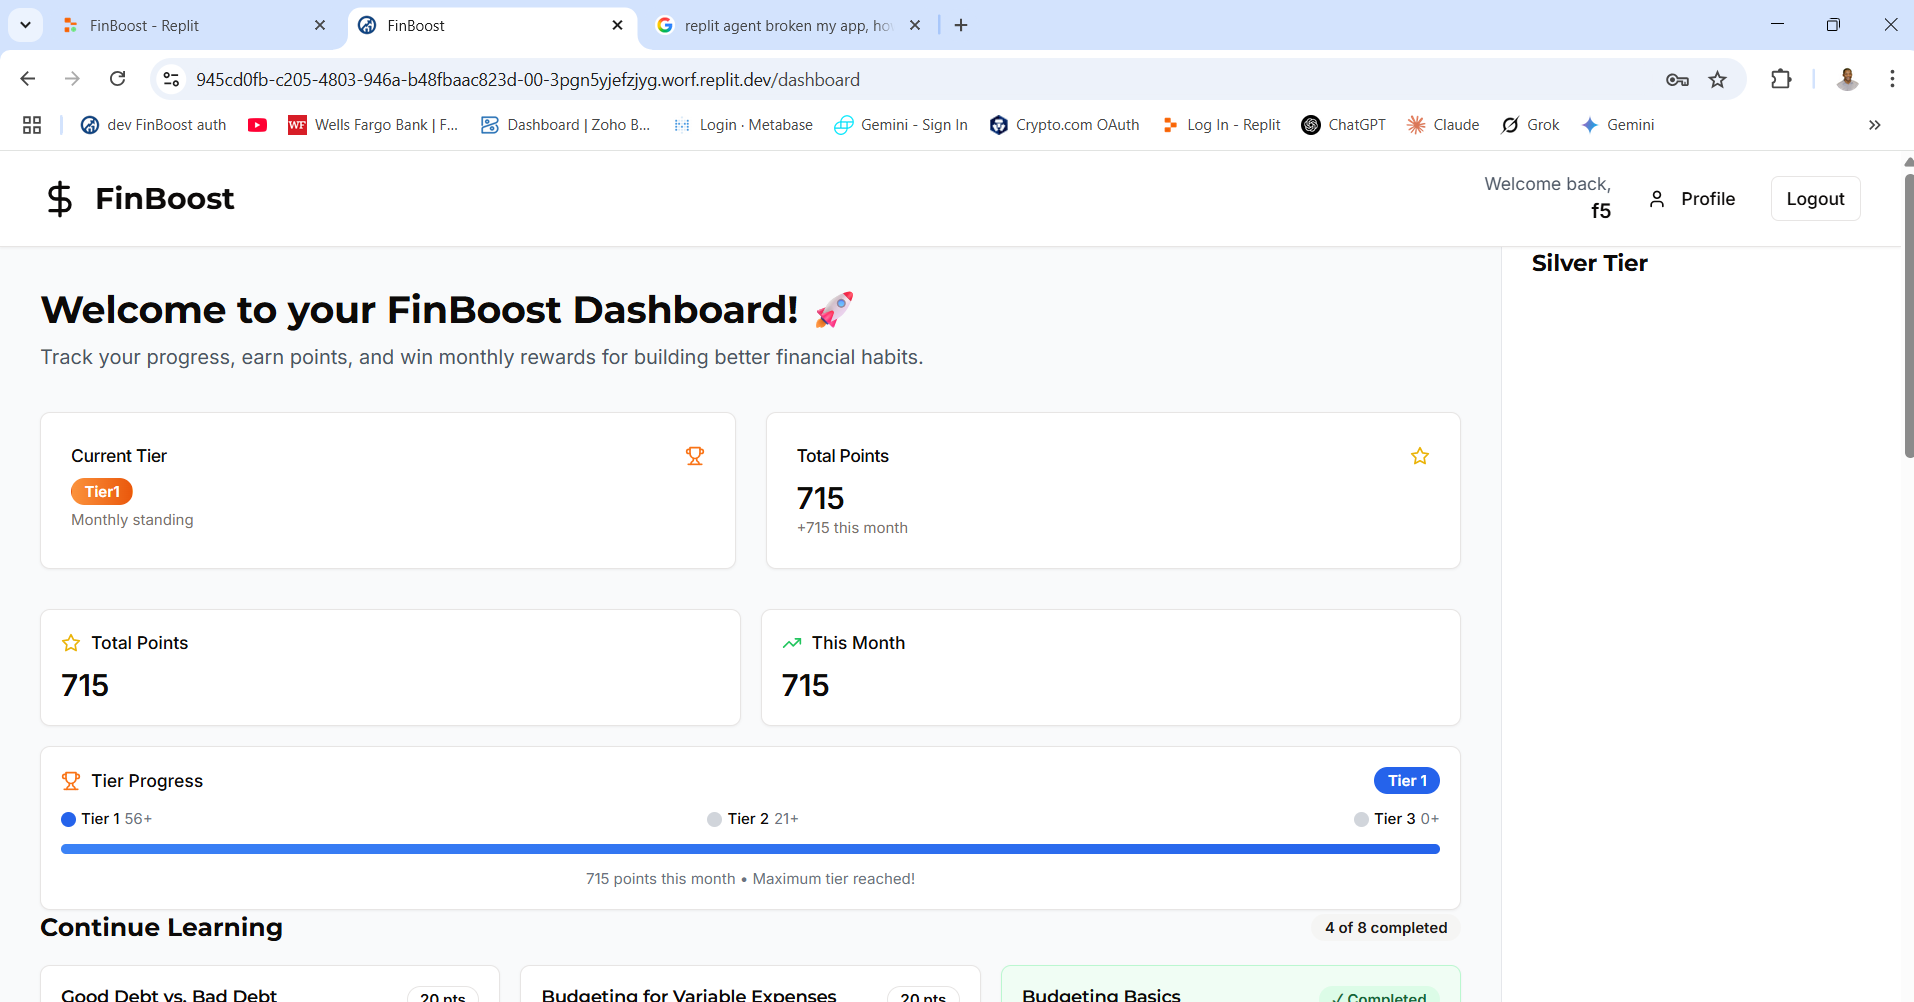 FinBoost - Replit
FinBoost
replit agent broken my app, ho
945cd0fb-c205-4803-946a-b48fbaac823d-00-3pgn5yjefzjyg.worf.replit.dev/dashboard
dev FinBoost auth
WF
Wells Fargo Bank | F...
Dashboard | Zoho B...
Login · Metabase
Gemini - Sign In
Crypto.com OAuth
Log In - Replit
ChatGPT
Claude
Grok
Gemini
FinBoost
Welcome back,
f5
Profile
Logout
Silver Tier
Welcome to your FinBoost Dashboard! 🚀
Track your progress, earn points, and win monthly rewards for building better financial habits.
Current Tier
Tier1
Monthly standing
Total Points
715
+715 this month
Total Points
715
This Month
715
Tier Progress
Tier 1
Tier 1 56+
Tier 2 21+
Tier 3 0+
715 points this month • Maximum tier reached!
Continue Learning
4 of 8 completed
Good Debt vs. Bad Debt
20 pts
Budgeting for Variable Expenses
20 pts
Budgeting Basics
✓ Completed